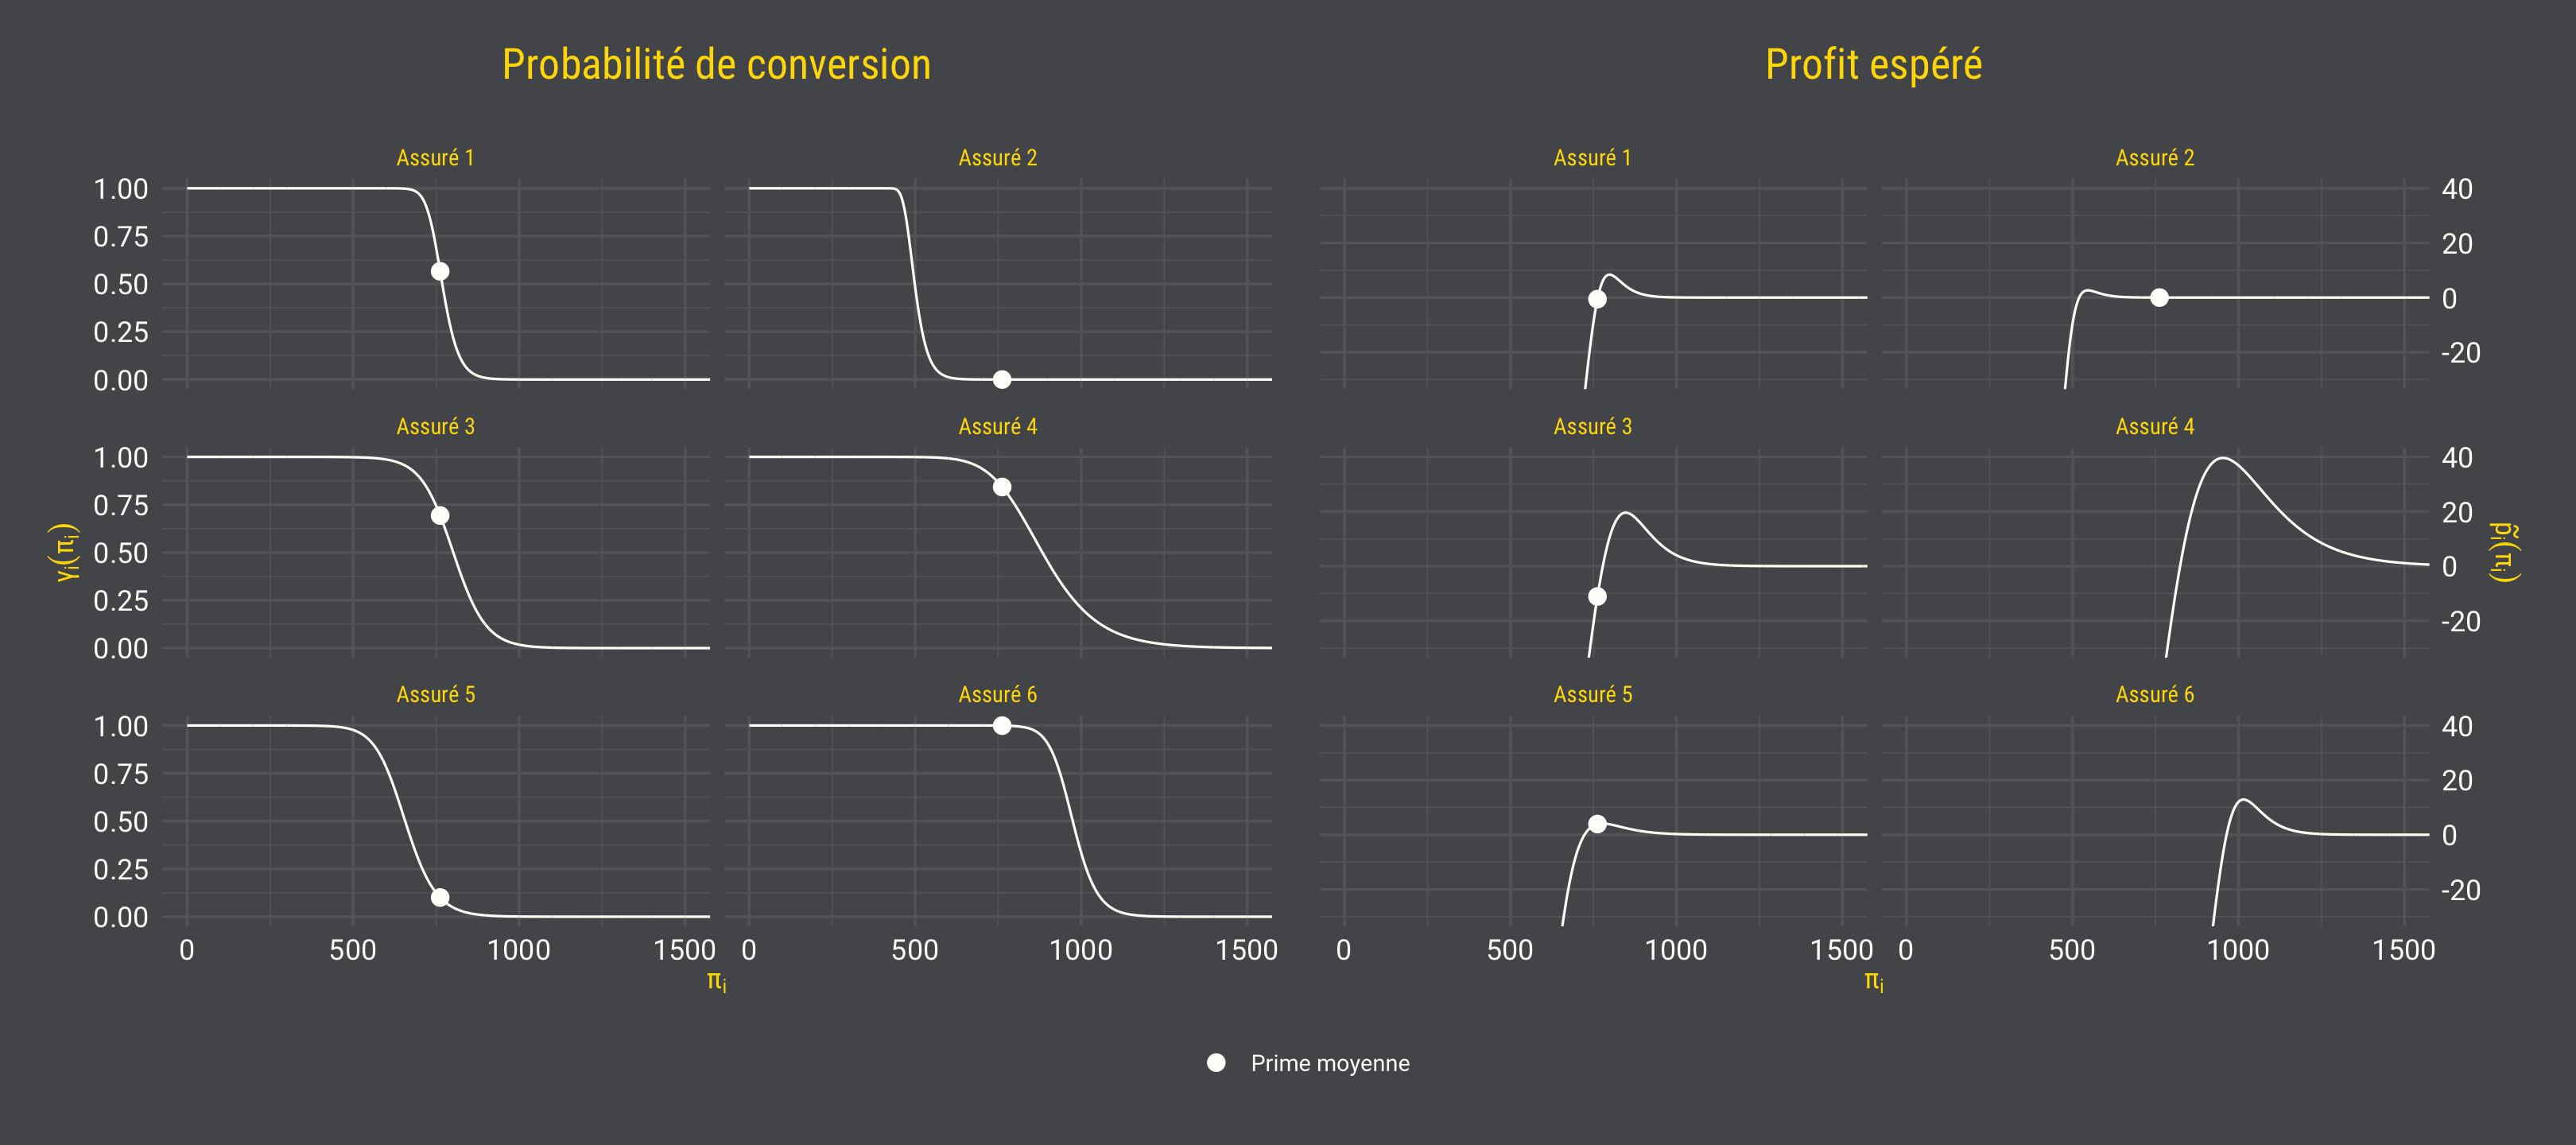 Probabilité de conversion
Profit espéré
Assuré 1
Assuré 2
Assuré 1
Assuré 2
1.00
0.75
0.50
0.25
0.00
40
20
0
-20
Assuré 3
Assuré 4
Assuré 3
Assuré 4
1.00
0.75
0.50
0.25
0.00
40
20
0
-20
γi(πi)
p̃i(πi)
Assuré 5
Assuré 6
Assuré 5
Assuré 6
1.00
0.75
0.50
0.25
0.00
40
20
0
-20
0 500 1000 1500 0 500 1000 1500
0 500 1000 1500 0 500 1000 1500
πi
πi
Prime moyenne